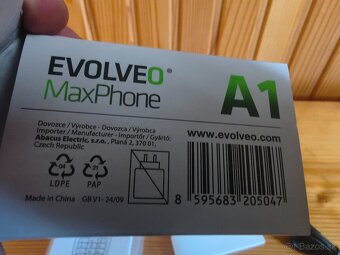 EVOLVEO®
MaxPhone
A1
Dovozce / Výrobce - Dovozca / Výrobca
Importer / Manufacturer - Importőr / Gyártó:
Abacus Electric, s.r.o., Planá 2, 370 01,
Czech Republic
www.evolveo.com
04
LDPE
21
PAP
Made in China GB V1 - 24/09
8 595683 205047